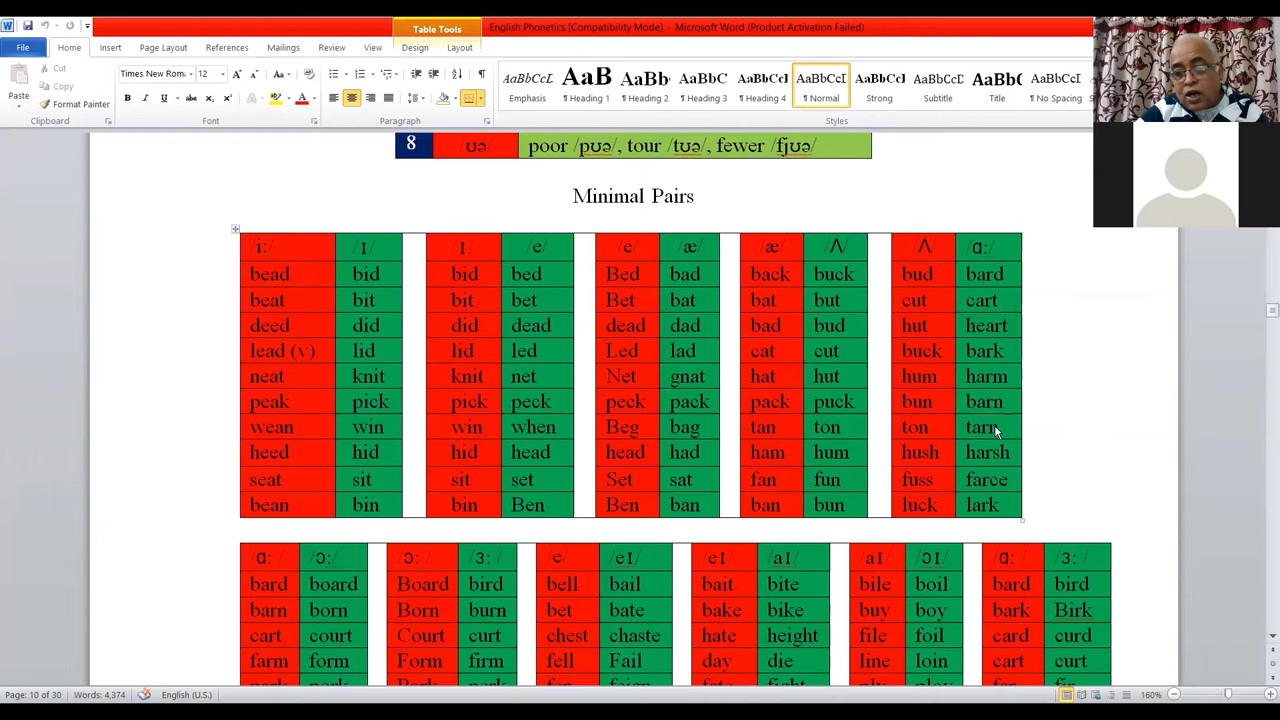 English Phonetics [Compatibility Mode] - Microsoft Word (Product Activation Failed)
Table Tools
File Home Insert Page Layout References Mailings Review View Design Layout
Paste
Cut
Copy
Format Painter
Clipboard
Times New Rom 12
Font
Paragraph
AaBbCcL AaB AaBb( AaBbC AaBbCcI AaBbCcI AaBbCcI AaBbCcD AaBb( AaBbCcI
Emphasis ¶ Heading 1 ¶ Heading 2 ¶ Heading 3 ¶ Heading 4 ¶ Normal Strong Subtitle Title ¶ No Spacing
Styles
8 /ʊə/ poor /pʊə/, tour /tʊə/, fewer /fjʊə/
Minimal Pairs
/i:/ /ɪ/ /ɪ/ /e/ /e/ /æ/ /æ/ /Ʌ/ /Ʌ/ /ɑ:/
bead bid bid bed Bed bad back buck bud bard
beat bit bit bet Bet bat bat but cut cart
deed did did dead dead dad bad bud hut heart
lead (v) lid lid led Led lad cat cut buck bark
neat knit knit net Net gnat hat hut hum harm
peak pick pick peck peck pack pack puck bun barn
wean win win when Beg bag tan ton ton tarn
heed hid hid head head had ham hum hush harsh
seat sit sit set Set sat fan fun fuss farce
bean bin bin Ben Ben ban ban bun luck lark
ɑ: / /ɔ:/ /ɔ: / /ɜ: / e/ /eɪ/ /eɪ / /aɪ/ aɪ/ /ɔɪ/ /ɑ: / /ɜ: /
bard board Board bird bell bail bait bite bile boil bard bird
barn born Born burn bet bate bake bike buy boy bark Birk
cart court Court curt chest chaste hate height file foil card curd
farm form Form firm fell Fail day die line loin cart curt
Page: 10 of 30 Words: 4,374 English (U.S.) 160%